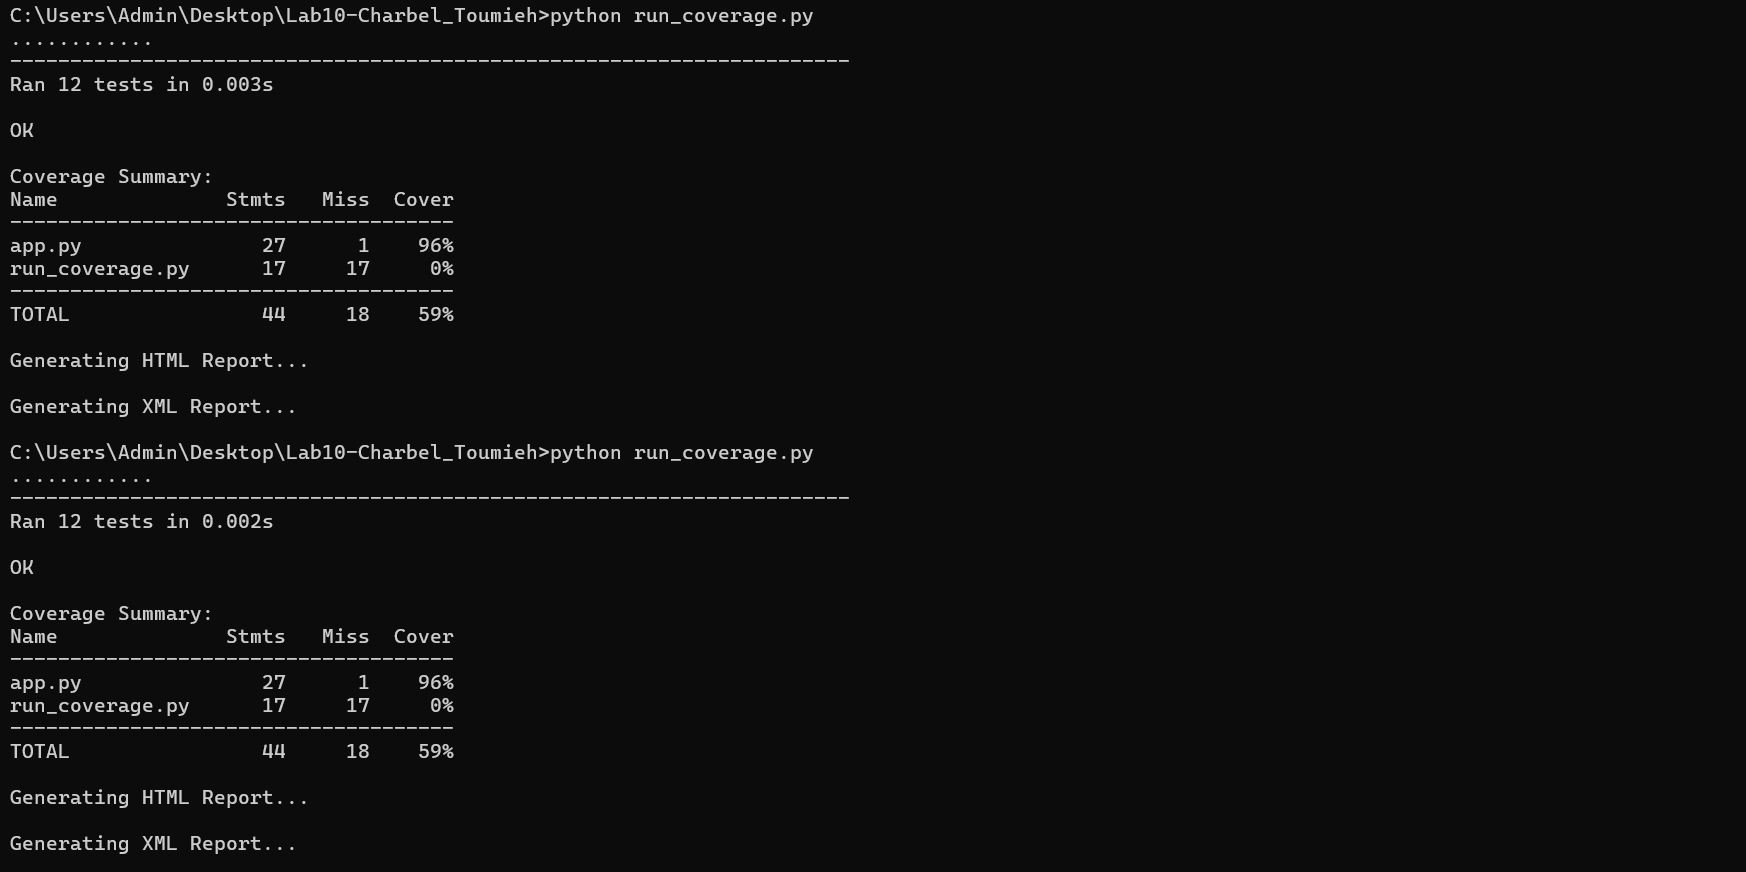 C:\Users\Admin\Desktop\Lab10-Charbel_Toumieh>python run_coverage.py
............
----------------------------------------------------------------------
Ran 12 tests in 0.003s

OK

Coverage Summary:
Name              Stmts   Miss  Cover
-------------------------------------
app.py               27      1    96%
run_coverage.py      17     17     0%
-------------------------------------
TOTAL                44     18    59%

Generating HTML Report...

Generating XML Report...

C:\Users\Admin\Desktop\Lab10-Charbel_Toumieh>python run_coverage.py
............
----------------------------------------------------------------------
Ran 12 tests in 0.002s

OK

Coverage Summary:
Name              Stmts   Miss  Cover
-------------------------------------
app.py               27      1    96%
run_coverage.py      17     17     0%
-------------------------------------
TOTAL                44     18    59%

Generating HTML Report...

Generating XML Report...